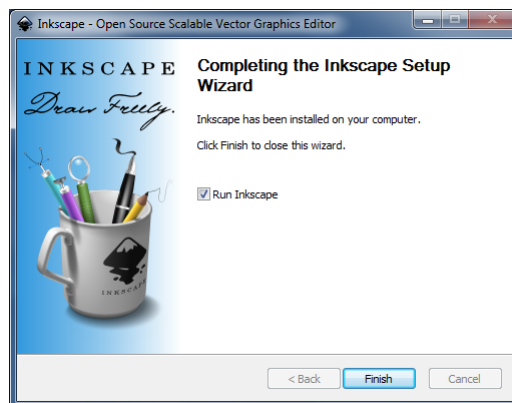 Inkscape - Open Source Scalable Vector Graphics Editor
INKSCAPE
Draw Freely.
INKSCAPE
Completing the Inkscape Setup
Wizard
Inkscape has been installed on your computer.
Click Finish to close this wizard.
Run Inkscape
< Back
Finish
Cancel